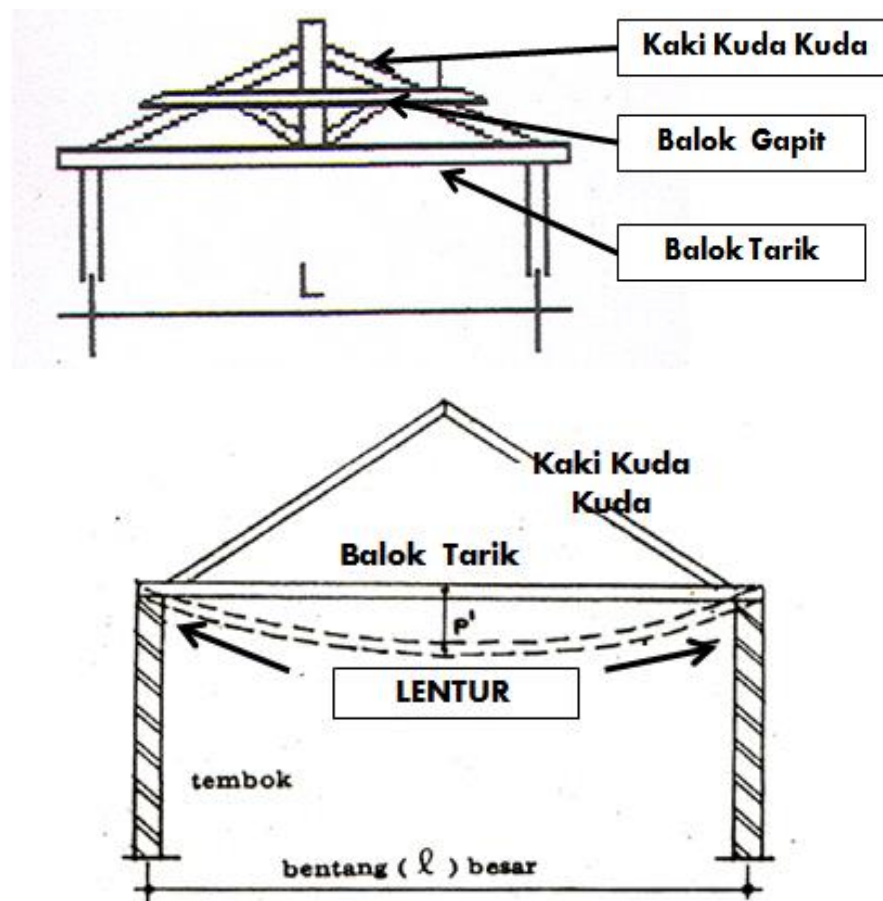 Kaki Kuda Kuda
Balok Gapit
Balok Tarik
L
Kaki Kuda
Kuda
Balok Tarik
P'
LENTUR
tembok
bentang ( ℓ ) besar